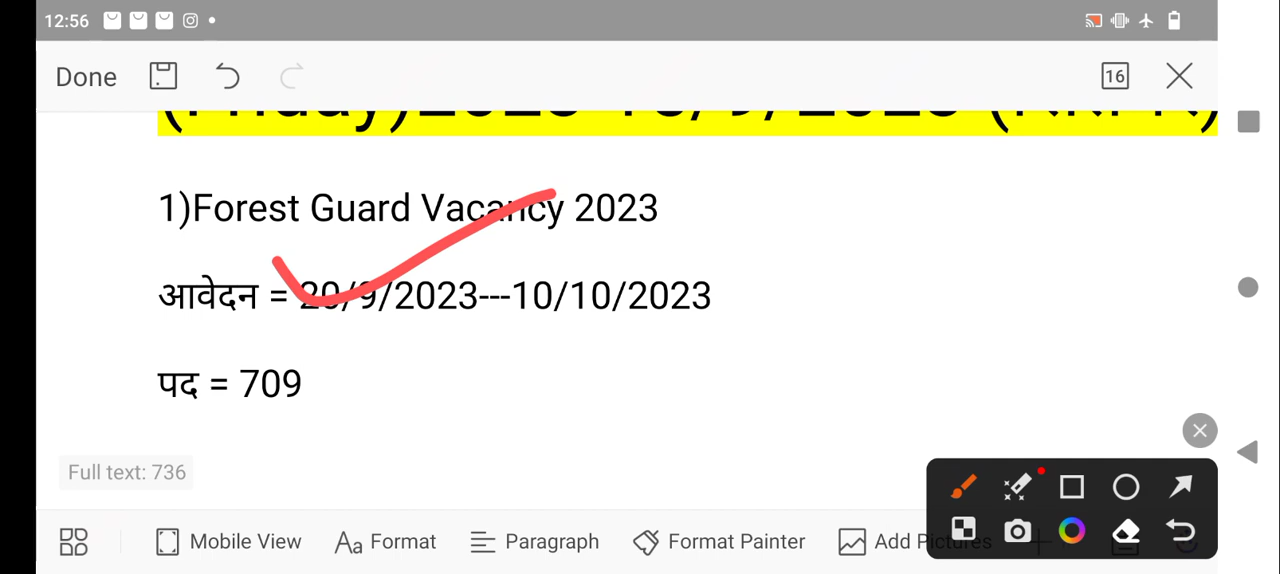 12:56
Done
16
1)Forest Guard Vacancy 2023
आवेदन = 20/9/2023---10/10/2023
पद = 709
Full text: 736
Mobile View Format Paragraph Format Painter Add Pictures